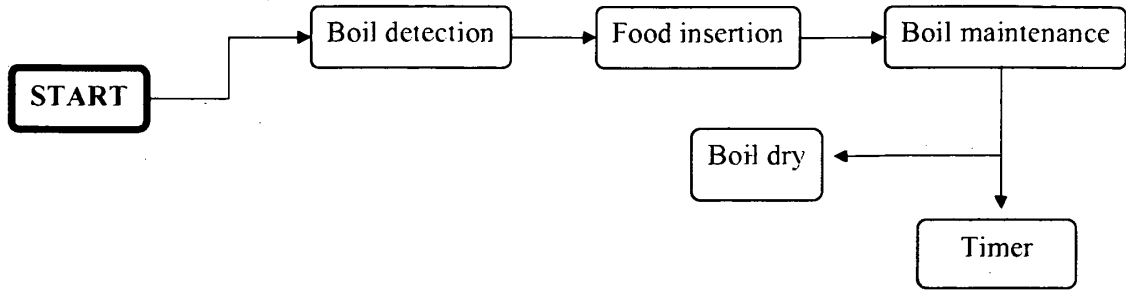 Boil detection
Food insertion
Boil maintenance
START
Boil dry
Timer